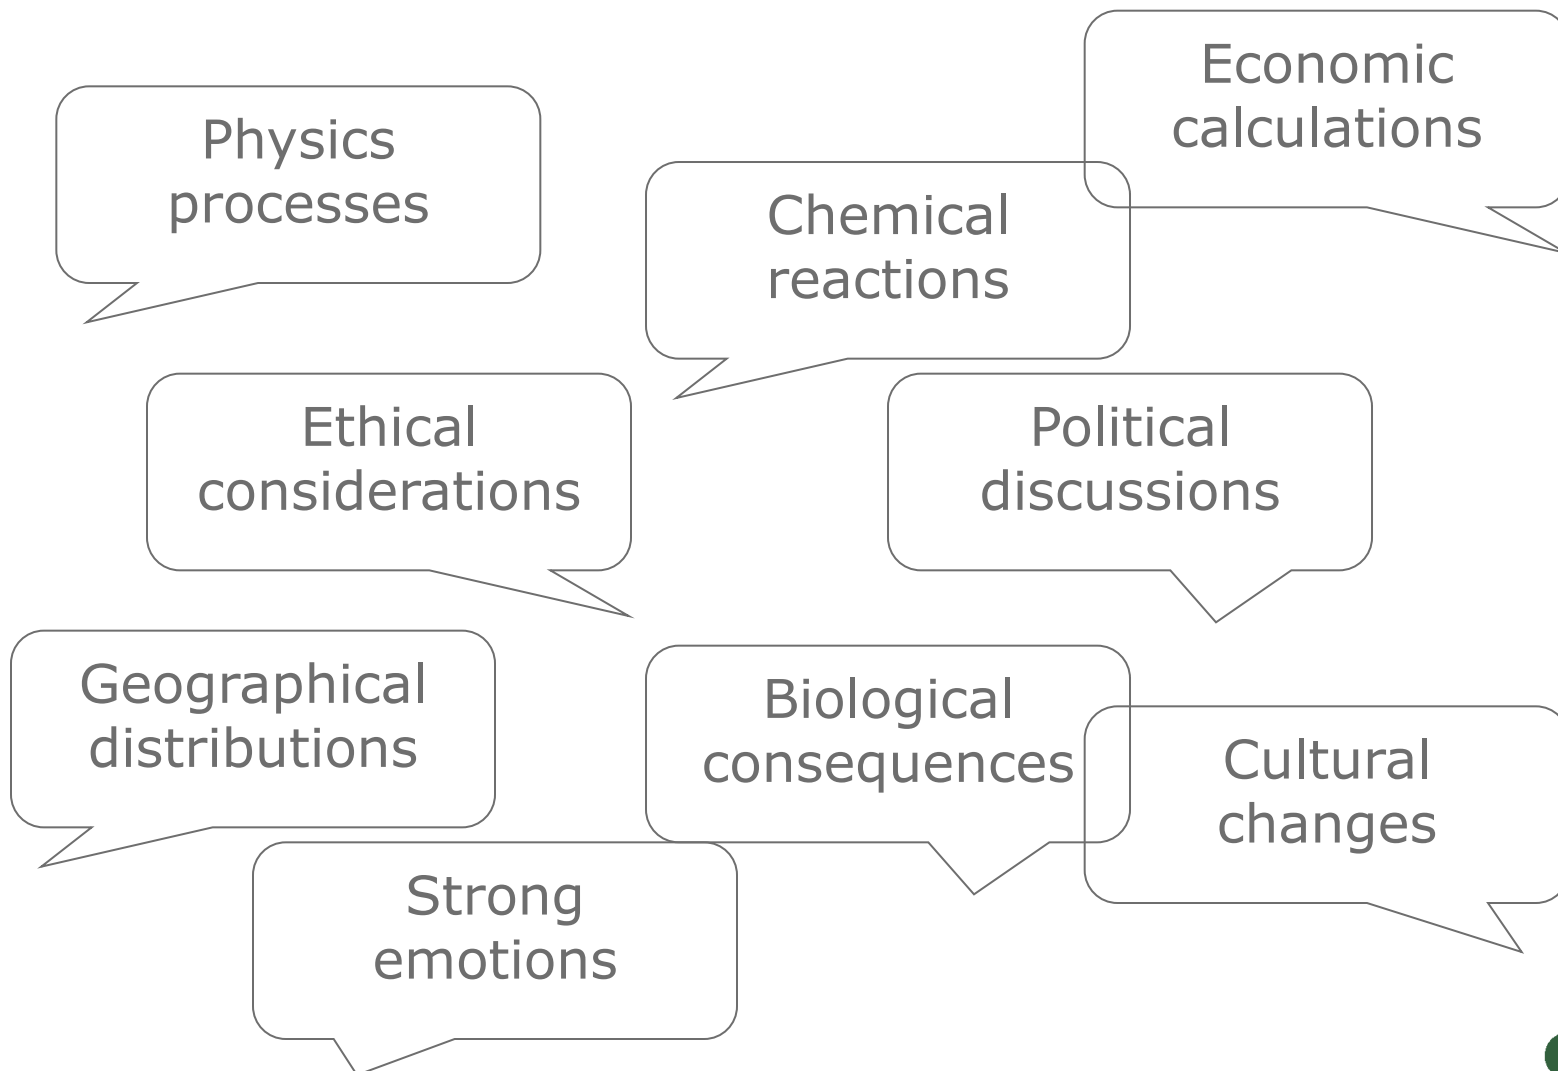 Economic
calculations
Physics
processes
Chemical
reactions
Ethical
considerations
Political
discussions
Geographical
distributions
Biological
consequences
Cultural
changes
Strong
emotions